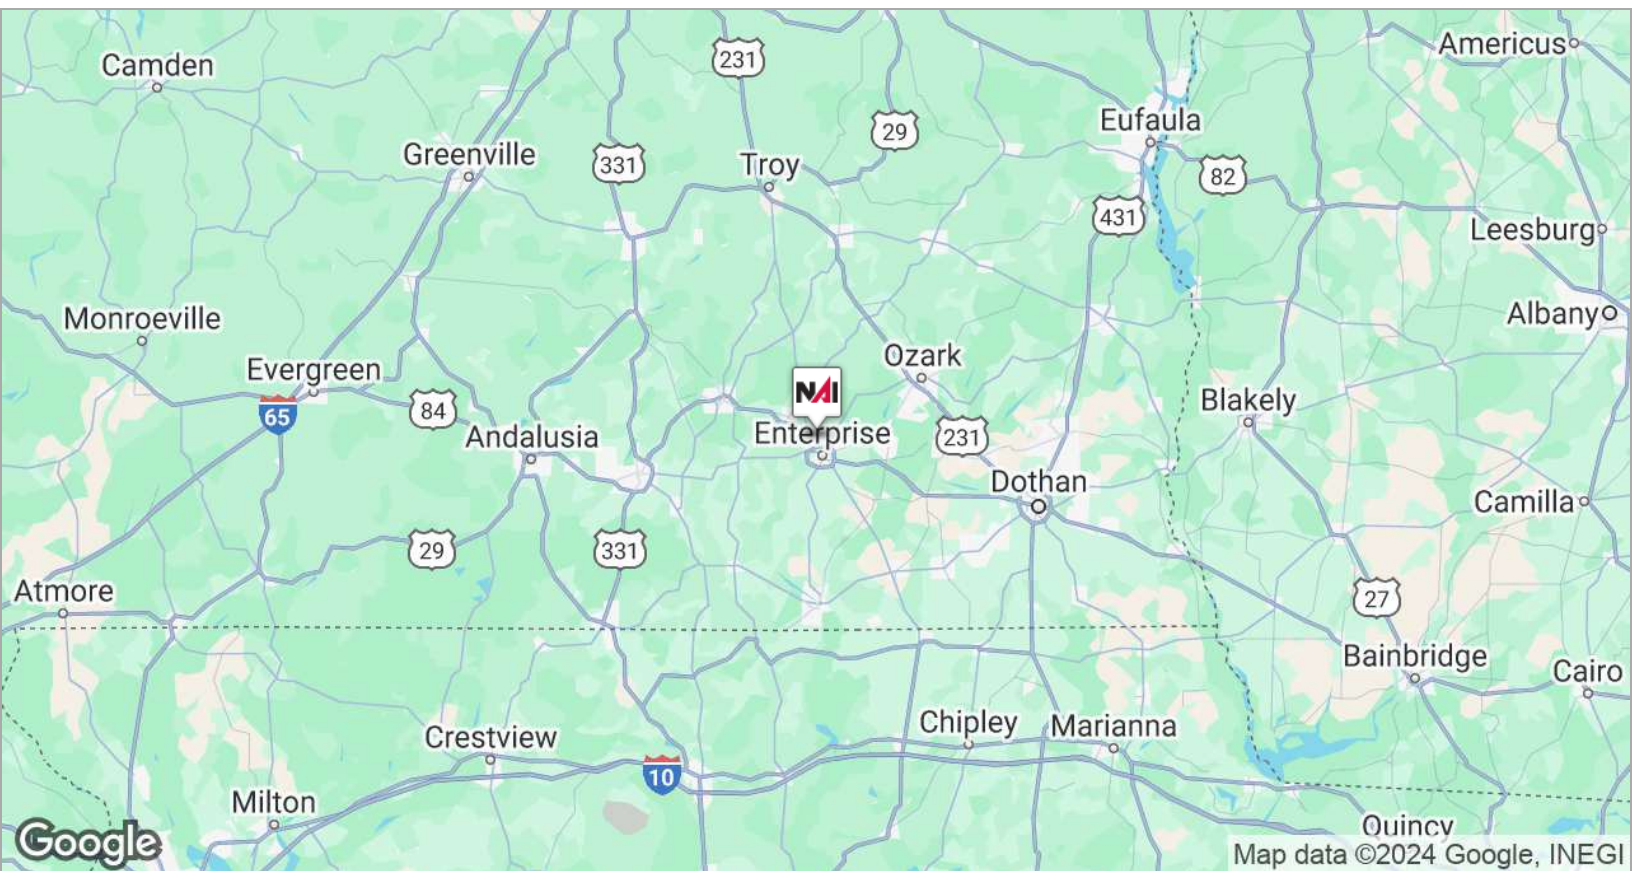 Camden
231
Americus
29
Eufaula
Greenville
331
Troy
82
431
Leesburg
Monroeville
Albany
Evergreen
Ozark
NAI
65
84
Blakely
Andalusia
Enterprise
231
Dothan
Camilla
29
331
Atmore
27
Bainbridge
Cairo
Crestview
Chipley
Marianna
10
Milton
Quincy
Google
Map data ©2024 Google, INEGI